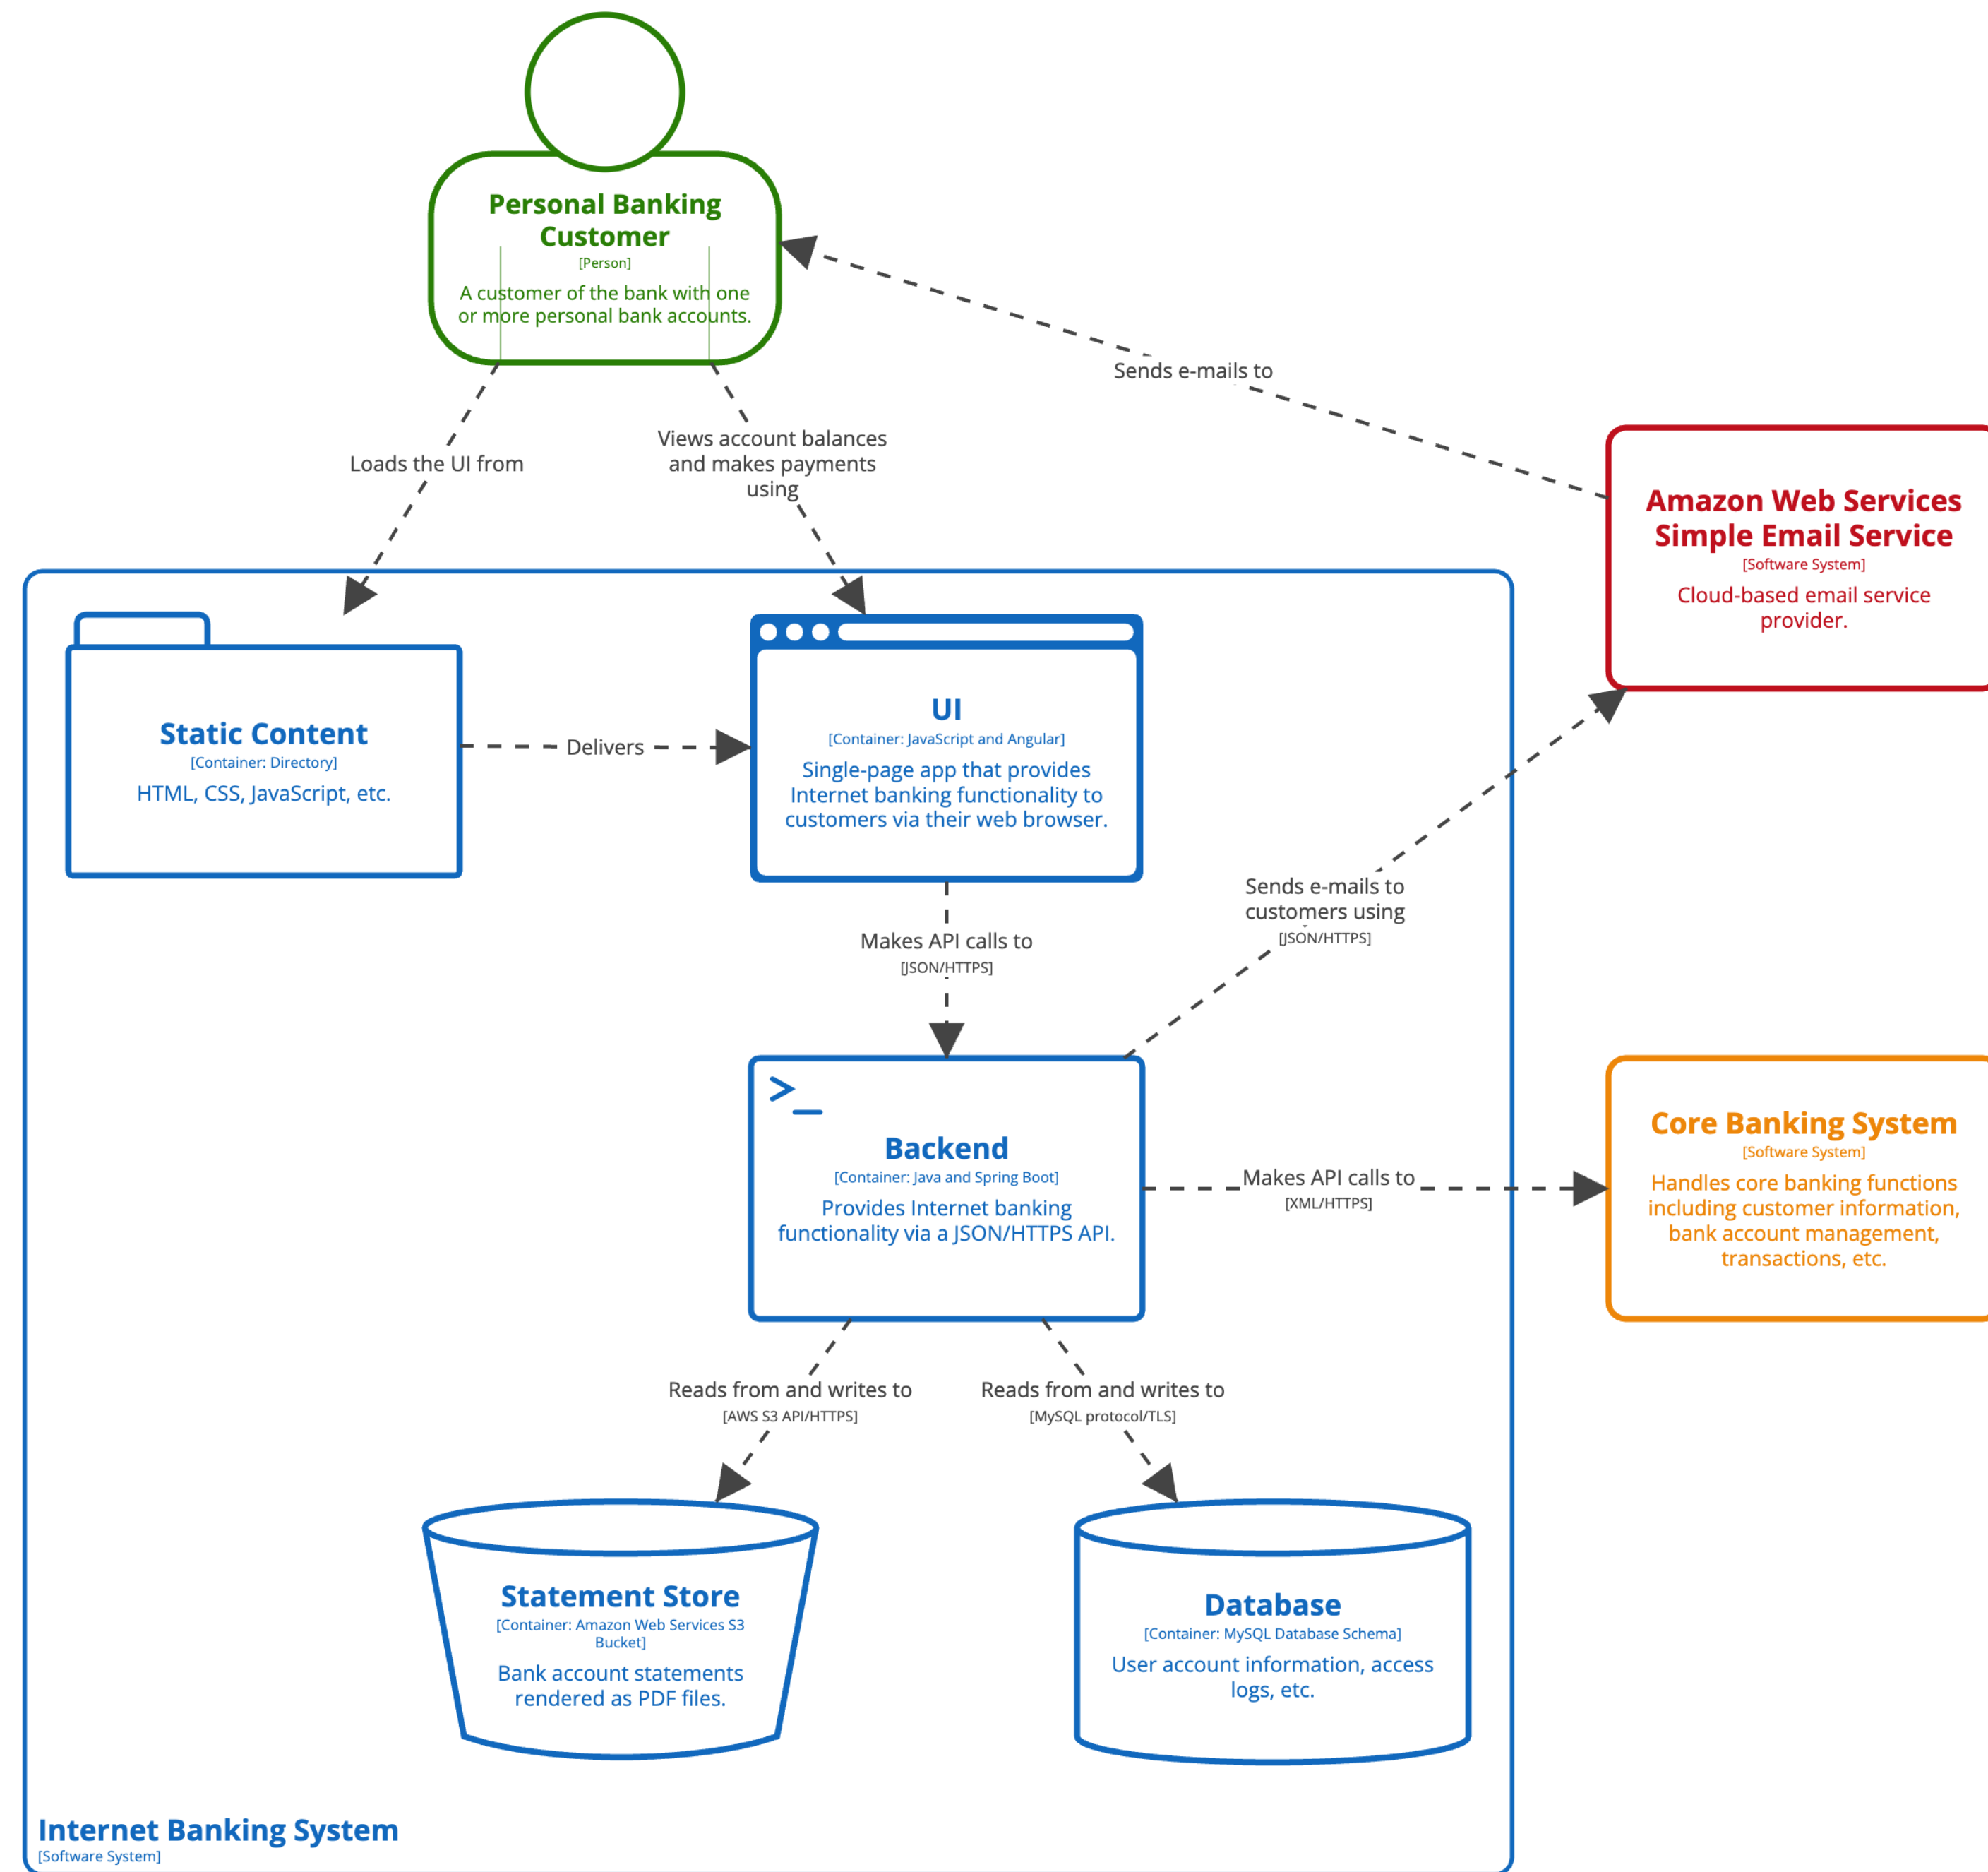 Personal Banking
Customer
[Person]
A customer of the bank with one
or more personal bank accounts.
Sends e-mails to
Loads the UI from
Views account balances
and makes payments
using
Amazon Web Services
Simple Email Service
[Software System]
Cloud-based email service
provider.
Static Content
[Container: Directory]
HTML, CSS, JavaScript, etc.
Delivers
UI
[Container: JavaScript and Angular]
Single-page app that provides
Internet banking functionality to
customers via their web browser.
Makes API calls to
[JSON/HTTPS]
Sends e-mails to
customers using
[JSON/HTTPS]
>_
Backend
[Container: Java and Spring Boot]
Provides Internet banking
functionality via a JSON/HTTPS API.
Makes API calls to
[XML/HTTPS]
Core Banking System
[Software System]
Handles core banking functions
including customer information,
bank account management,
transactions, etc.
Reads from and writes to
[AWS S3 API/HTTPS]
Reads from and writes to
[MySQL protocol/TLS]
Statement Store
[Container: Amazon Web Services S3
Bucket]
Bank account statements
rendered as PDF files.
Database
[Container: MySQL Database Schema]
User account information, access
logs, etc.
Internet Banking System
[Software System]